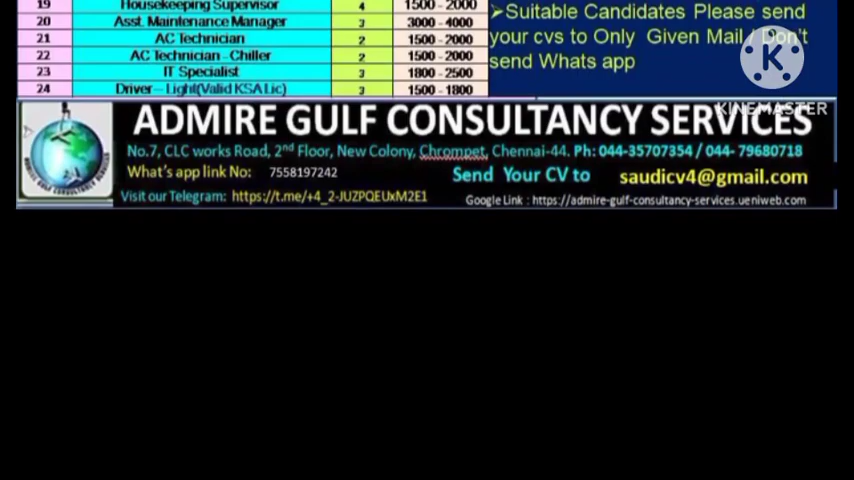 19 Housekeeping Supervisor 4 1500 - 2000
20 Asst. Maintenance Manager 3 3000 - 4000
21 AC Technician 2 1500 - 2000
22 AC Technician - Chiller 2 1500 - 2000
23 IT Specialist 3 1800 - 2500
24 Driver – Light(Valid KSA Lic) 3 1500 - 1800
➢Suitable Candidates Please send
your cvs to Only Given Mail / Don't
send Whats app
K
KINEMASTER
ADMIRE GULF CONSULTANCY SERVICES
No.7, CLC works Road, 2nd Floor, New Colony, Chrompet, Chennai-44. Ph: 044-35707354 / 044- 79680718
What's app link No: 7558197242 Send Your CV to saudicv4@gmail.com
Visit our Telegram: https://t.me/+4_2-JUZPQEUxM2E1 Google Link : https://admire-gulf-consultancy-services.ueniweb.com
ADMIRE GULF CONSULTANCY SERVICES